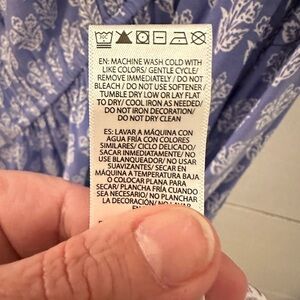 EN: MACHINE WASH COLD WITH
LIKE COLORS/ GENTLE CYCLE/
REMOVE IMMEDIATELY / DO NOT
BLEACH / DO NOT USE SOFTENER /
TUMBLE DRY LOW OR LAY FLAT
TO DRY/ COOL IRON AS NEEDED/
DO NOT IRON DECORATION/
DO NOT DRY CLEAN
ES: LAVAR A MÁQUINA CON
AGUA FRÍA CON COLORES
SIMILARES/ CICLO DELICADO/
SACAR INMEDIATAMENTE/ NO
USE BLANQUEADOR/ NO USE
SUAVIZANTES/ SECAR EN
MÁQUINA A TEMPERATURA BAJA
O COLOCAR PLANA PARA
SECAR/ PLANCHA FRÍA CUANDO
SEA NECESARIO/ NO PLANCHAR
LA DECORACIÓN/ NO LAVAR